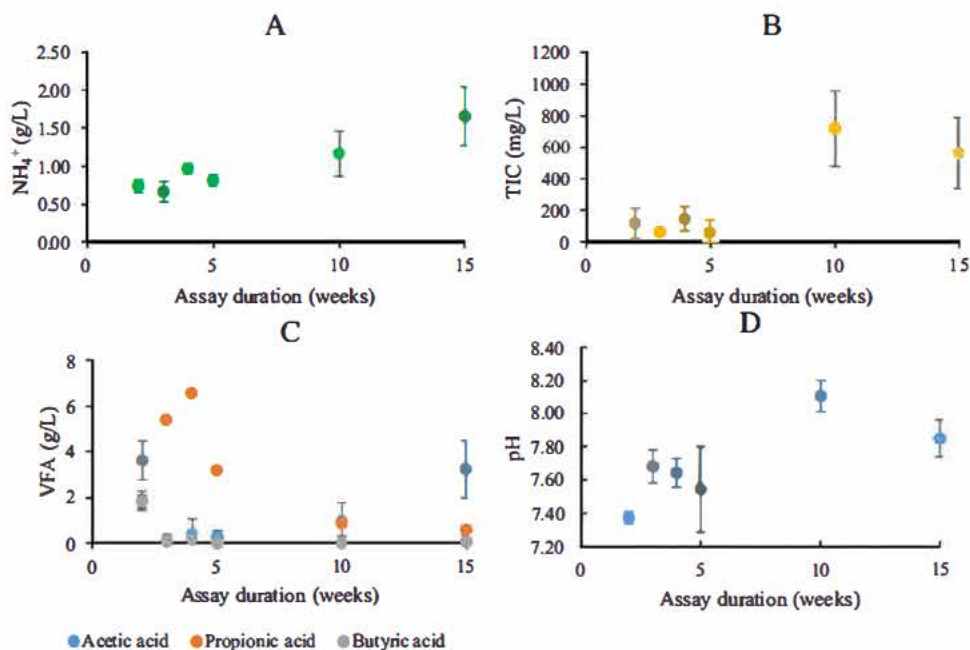 A
NH₄⁺ (g/L)
2.50
2.00
1.50
1.00
0.50
0.00
0 5 10 15
Assay duration (weeks)
B
TIC (mg/L)
1200
1000
800
600
400
200
0
0 5 10 15
Assay duration (weeks)
C
VFA (g/L)
8
6
4
2
0
0 5 10 15
Assay duration (weeks)
Acetic acid Propionic acid Butyric acid
D
pH
8.40
8.20
8.00
7.80
7.60
7.40
7.20
0 5 10 15
Assay duration (weeks)